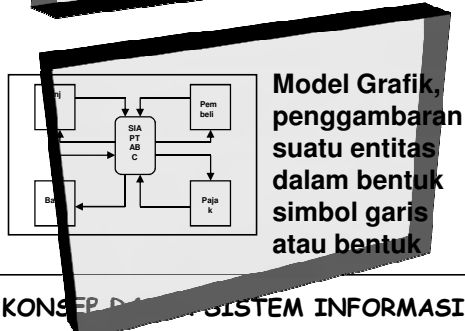 Model Grafik,
penggambaran
suatu entitas
dalam bentuk
simbol garis
atau bentuk
Pem
beli
SIA
PT
AB
C
Paja
k
SISTEM INFORMASI